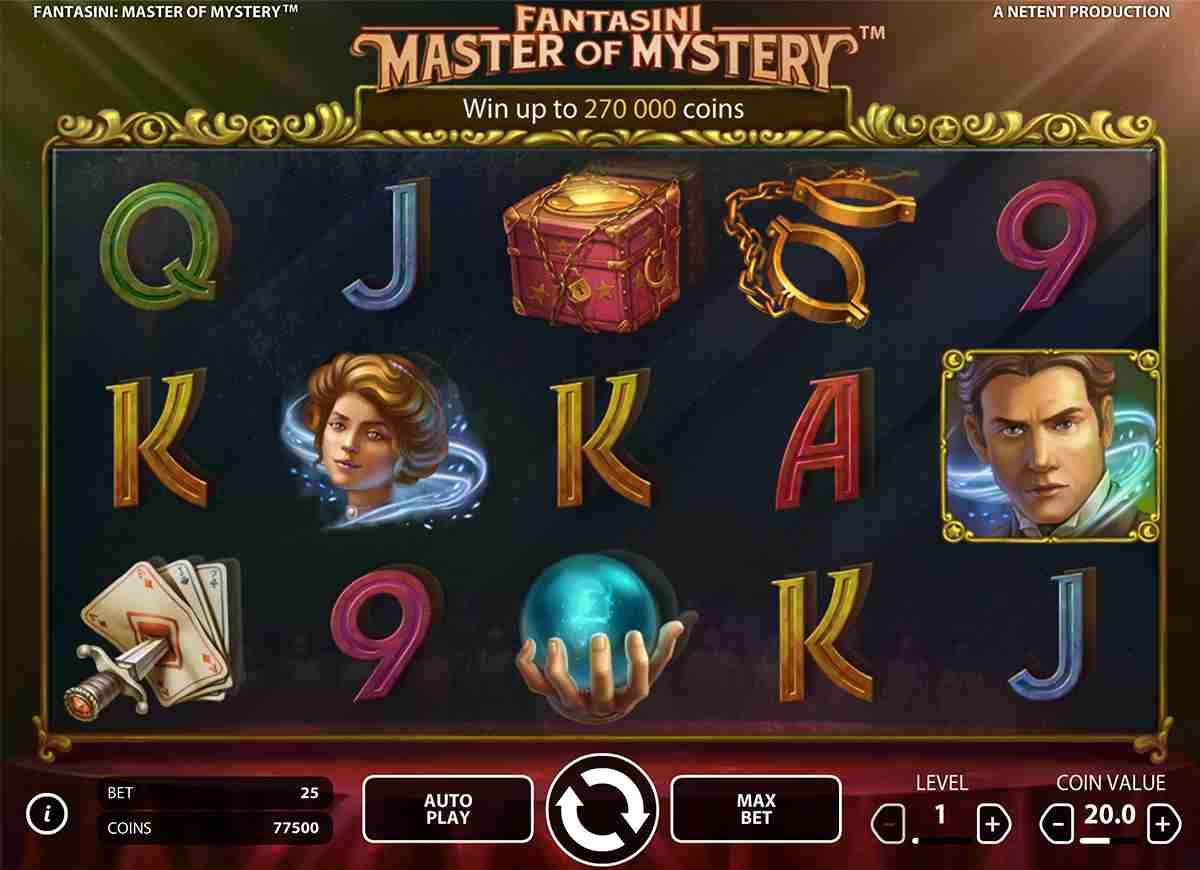 FANTASINI: MASTER OF MYSTERY™
A NETENT PRODUCTION
FANTASINI
MASTER OF MYSTERY™
Win up to 270 000 coins
Q J 9
K K A
9 K J
i
BET 25
COINS 77500
AUTO
PLAY
MAX
BET
LEVEL
1 +
COIN VALUE
- 20.0 +